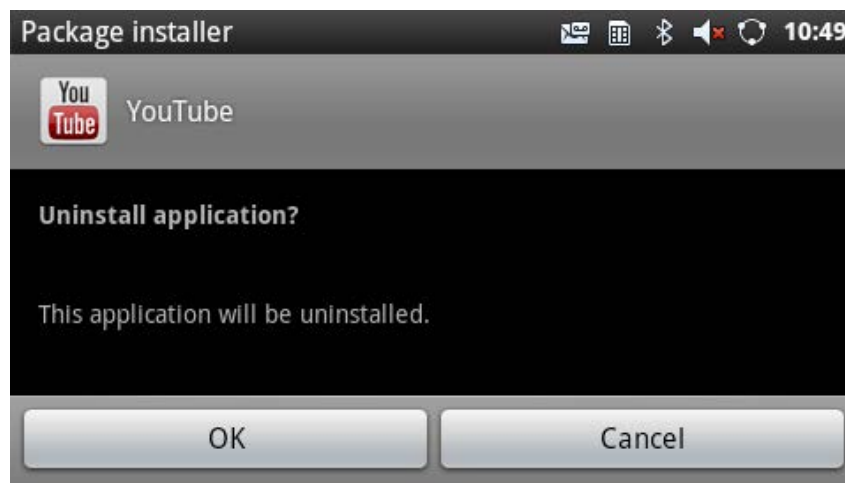 Package installer 10:49
You
Tube
YouTube
Uninstall application?
This application will be uninstalled.
OK Cancel